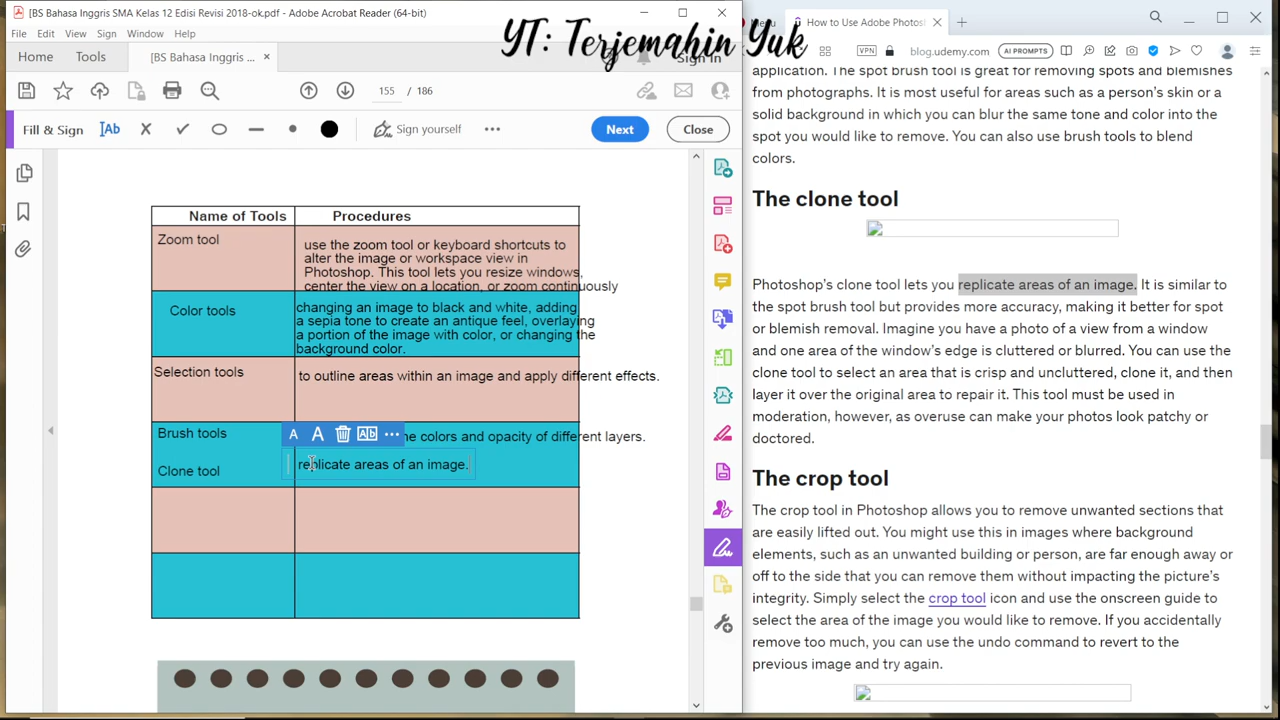 [BS Bahasa Inggris SMA Kelas 12 Edisi Revisi 2018-ok.pdf - Adobe Acrobat Reader (64-bit)
File Edit View Sign Window Help
Home Tools [BS Bahasa Inggris ... × Sign In
155 / 186
Fill & Sign Ab Sign yourself Next Close
YT: Terjemahin Yuk
Name of Tools Procedures
Zoom tool
use the zoom tool or keyboard shortcuts to
alter the image or workspace view in
Photoshop. This tool lets you resize windows,
center the view on a location, or zoom continuously
Color tools
changing an image to black and white, adding
a sepia tone to create an antique feel, overlaying
a portion of the image with color, or changing the
background color.
Selection tools to outline areas within an image and apply different effects.
Brush tools
A A Ab
colors and opacity of different layers.
Clone tool replicate areas of an image.
Menu How to Use Adobe Photos
VPN blog.udemy.com AI PROMPTS
application. The spot brush tool is great for removing spots and blemishes
from photographs. It is most useful for areas such as a person's skin or a
solid background in which you can blur the same tone and color into the
spot you would like to remove. You can also use brush tools to blend
colors.
The clone tool
Photoshop's clone tool lets you replicate areas of an image. It is similar to
the spot brush tool but provides more accuracy, making it better for spot
or blemish removal. Imagine you have a photo of a view from a window
and one area of the window's edge is cluttered or blurred. You can use the
clone tool to select an area that is crisp and uncluttered, clone it, and then
layer it over the original area to repair it. This tool must be used in
moderation, however, as overuse can make your photos look patchy or
doctored.
The crop tool
The crop tool in Photoshop allows you to remove unwanted sections that
are easily lifted out. You might use this in images where background
elements, such as an unwanted building or person, are far enough away or
off to the side that you can remove them without impacting the picture's
integrity. Simply select the crop tool icon and use the onscreen guide to
select the area of the image you would like to remove. If you accidentally
remove too much, you can use the undo command to revert to the
previous image and try again.